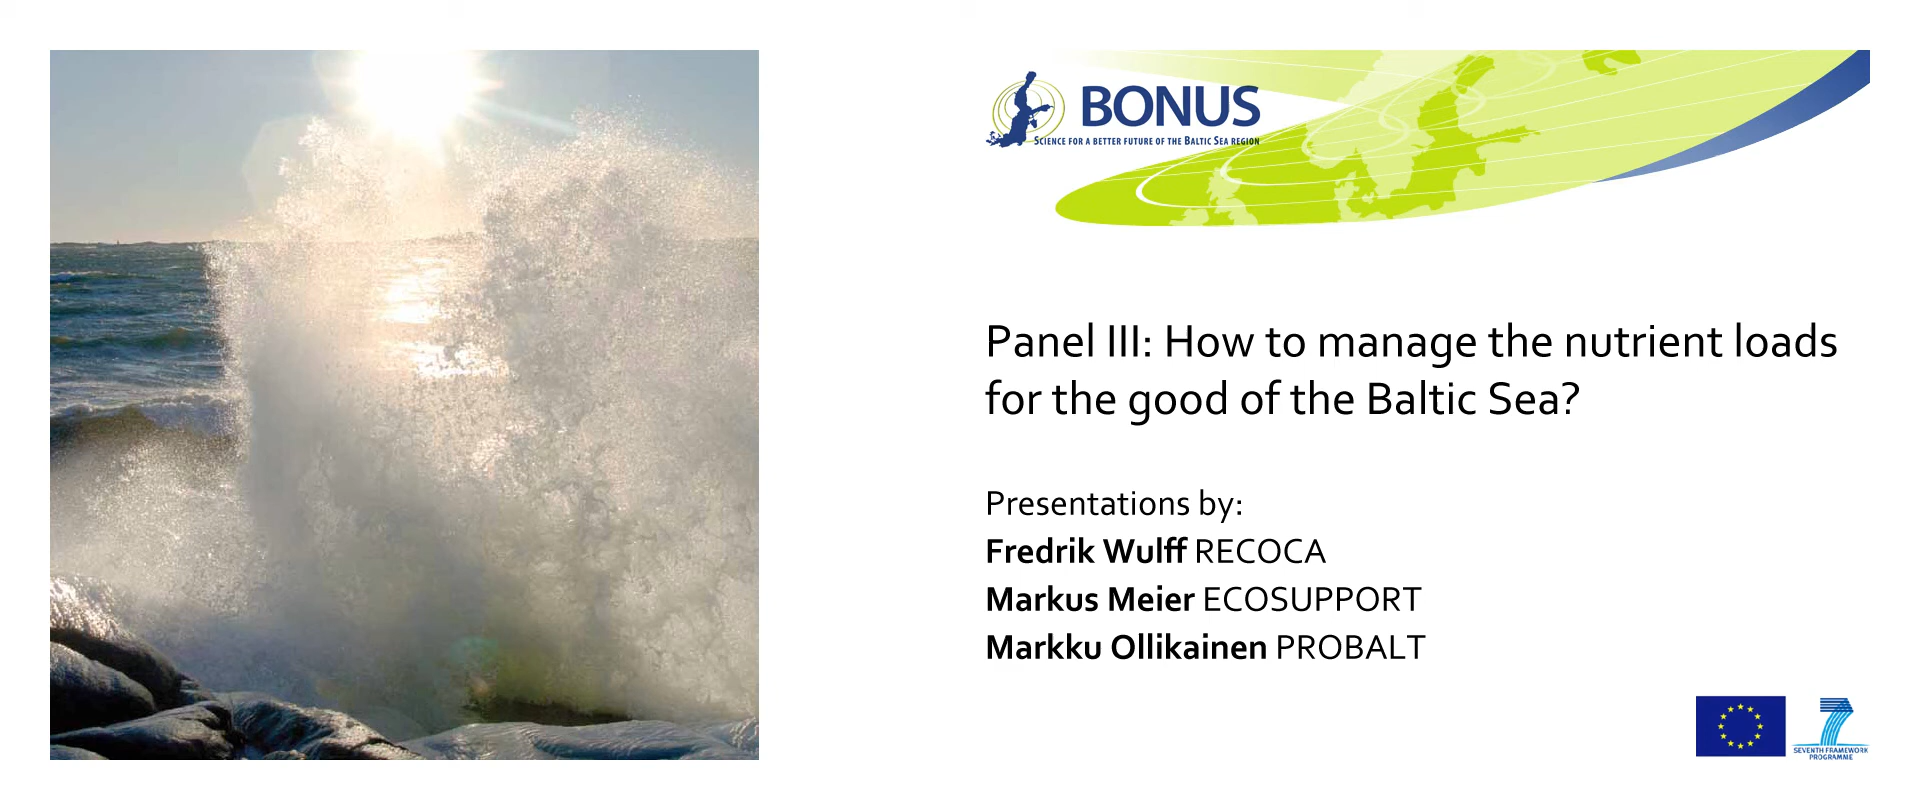 BONUS
SCIENCE FOR A BETTER FUTURE OF THE BALTIC SEA REGION
Panel III: How to manage the nutrient loads
for the good of the Baltic Sea?
Presentations by:
Fredrik Wulff RECOCA
Markus Meier ECOSUPPORT
Markku Ollikainen PROBALT
SEVENTH FRAMEWORK
PROGRAMME